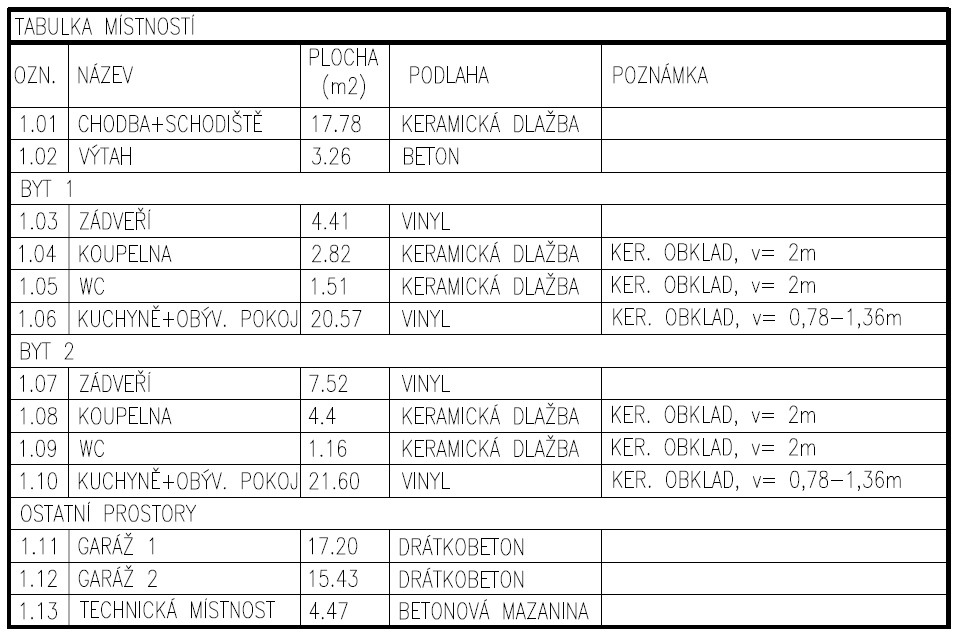 TABULKA MÍSTNOSTÍ
OZN. NÁZEV PLOCHA (m2) PODLAHA POZNÁMKA
1.01 CHODBA+SCHODIŠTĚ 17.78 KERAMICKÁ DLAŽBA
1.02 VÝTAH 3.26 BETON
BYT 1
1.03 ZÁDVEŘÍ 4.41 VINYL
1.04 KOUPELNA 2.82 KERAMICKÁ DLAŽBA KER. OBKLAD, v= 2m
1.05 WC 1.51 KERAMICKÁ DLAŽBA KER. OBKLAD, v= 2m
1.06 KUCHYNĚ+OBÝV. POKOJ 20.57 VINYL KER. OBKLAD, v= 0,78-1,36m
BYT 2
1.07 ZÁDVEŘÍ 7.52 VINYL
1.08 KOUPELNA 4.4 KERAMICKÁ DLAŽBA KER. OBKLAD, v= 2m
1.09 WC 1.16 KERAMICKÁ DLAŽBA KER. OBKLAD, v= 2m
1.10 KUCHYNĚ+OBÝV. POKOJ 21.60 VINYL KER. OBKLAD, v= 0,78-1,36m
OSTATNÍ PROSTORY
1.11 GARÁŽ 1 17.20 DRÁTKOBETON
1.12 GARÁŽ 2 15.43 DRÁTKOBETON
1.13 TECHNICKÁ MÍSTNOST 4.47 BETONOVÁ MAZANINA